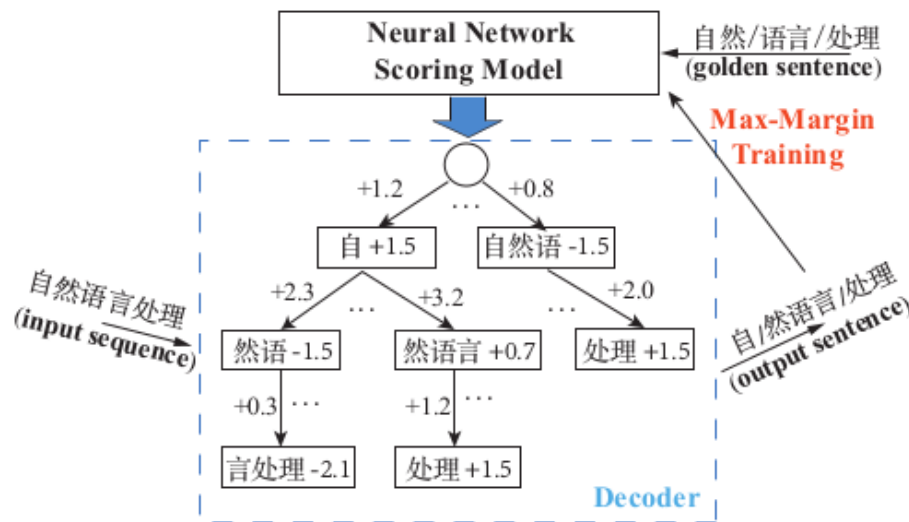 Neural Network
Scoring Model
自然/语言/处理
(golden sentence)
Max-Margin
Training
+1.2
...
+0.8
自 +1.5
自然语 -1.5
+2.3
...
+3.2
...
+2.0
自然语言处理
(input sequence)
然语 -1.5
然语言 +0.7
处理 +1.5
自/然语言/处理
(output sentence)
+0.3
...
+1.2
...
言处理 -2.1
处理 +1.5
Decoder